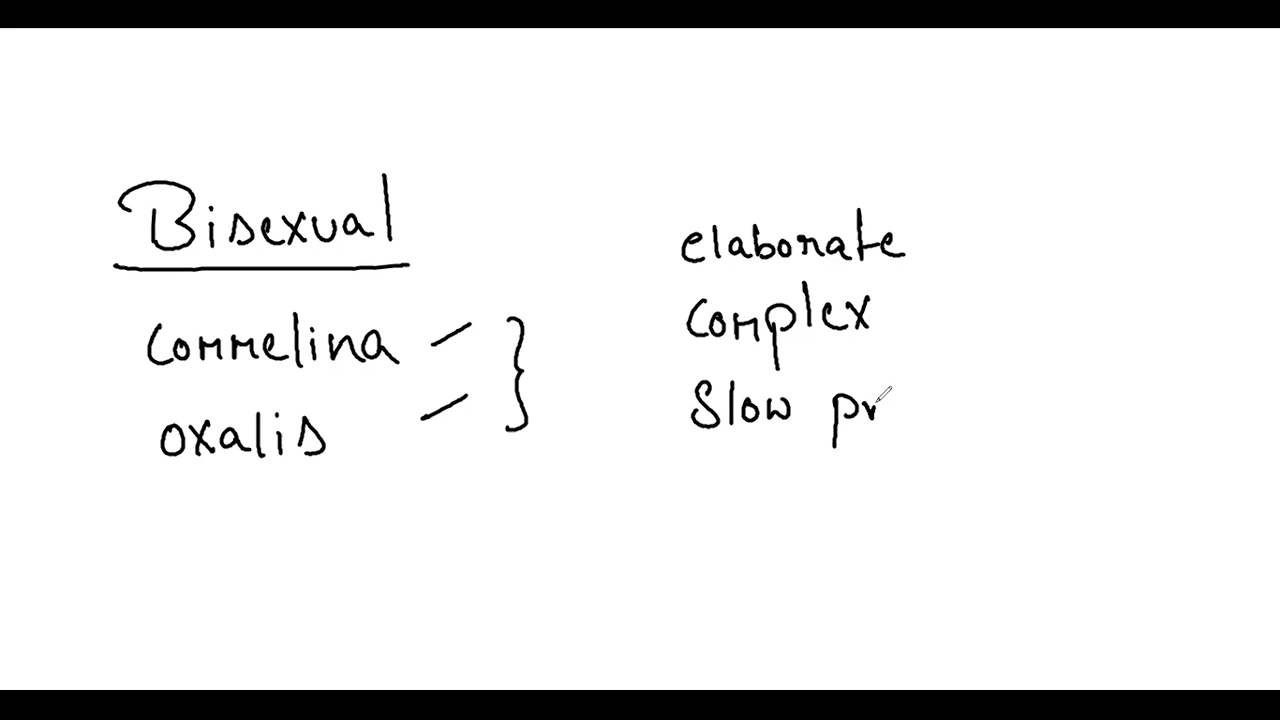 Bisexual
Commelina
oxalis
elaborate
Complex
Slow pr